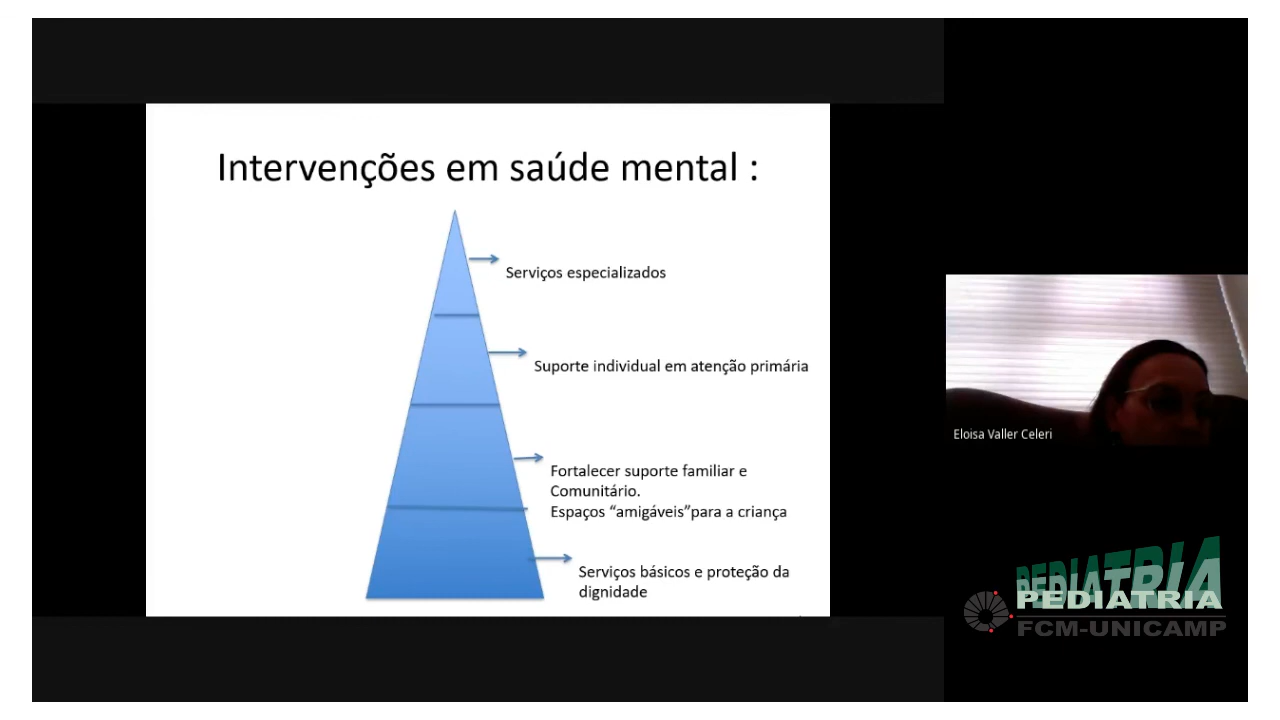 Intervenções em saúde mental :
Serviços especializados
Suporte individual em atenção primária
Fortalecer suporte familiar e
Comunitário.
Espaços “amigáveis”para a criança
Serviços básicos e proteção da
dignidade
Eloisa Valler Celeri
PEDIATRIA
PEDIATRIA
FCM-UNICAMP